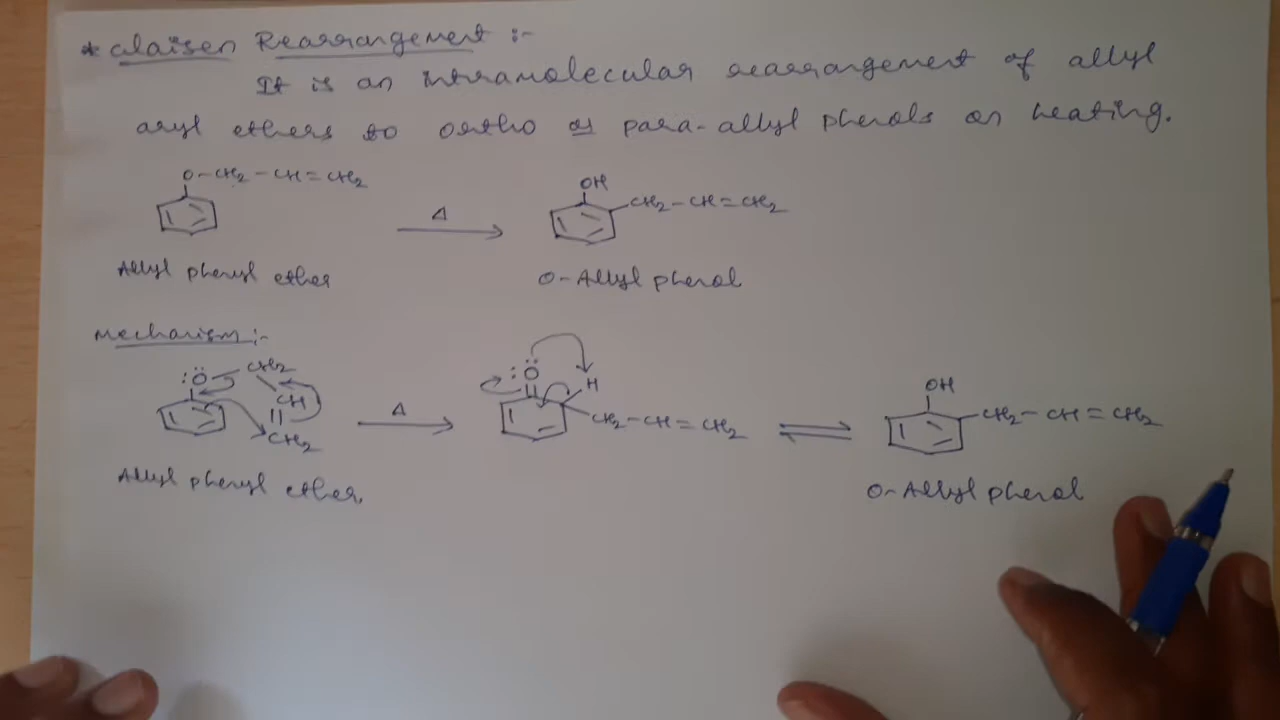 * Claisen Rearrangement :-
It is an intramolecular rearrangement of allyl
aryl ethers to ortho or para-allyl phenols on heating.
O-CH2-CH=CH2
Δ
OH
CH2-CH=CH2
Allyl phenyl ether
O-Allyl phenol
Mechanism:-
:Ö
CH2
CH
CH2
Δ
:Ö
H
CH2-CH=CH2
OH
CH2-CH=CH2
Allyl phenyl ether
O-Allyl phenol